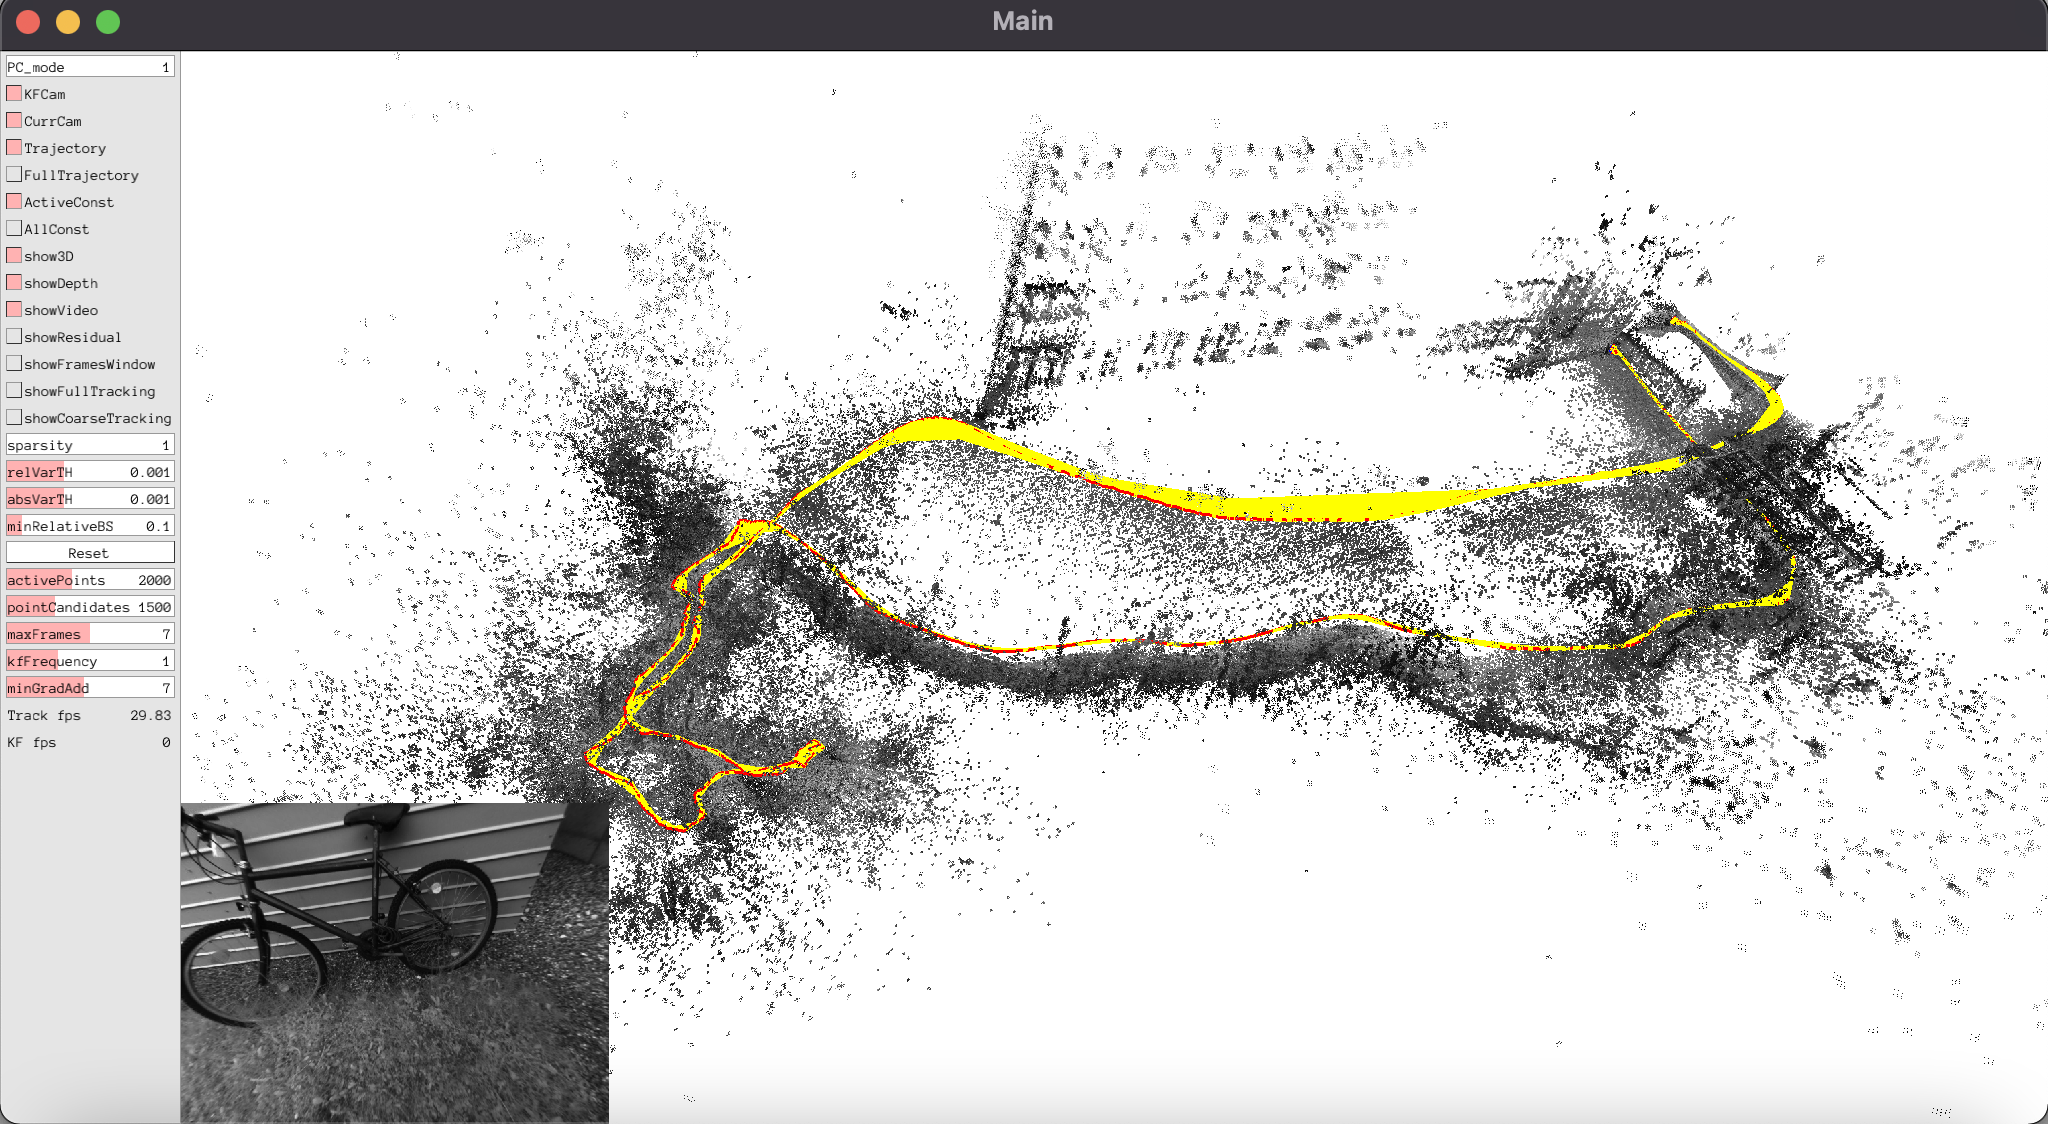 Main
PC_mode 1
KFCam
CurrCam
Trajectory
FullTrajectory
ActiveConst
AllConst
show3D
showDepth
showVideo
showResidual
showFramesWindow
showFullTracking
showCoarseTracking
sparsity 1
relVarTH 0.001
absVarTH 0.001
minRelativeBS 0.1
Reset
activePoints 2000
pointCandidates 1500
maxFrames 7
kfFrequency 1
minGradAdd 7
Track fps 29.83
KF fps 0